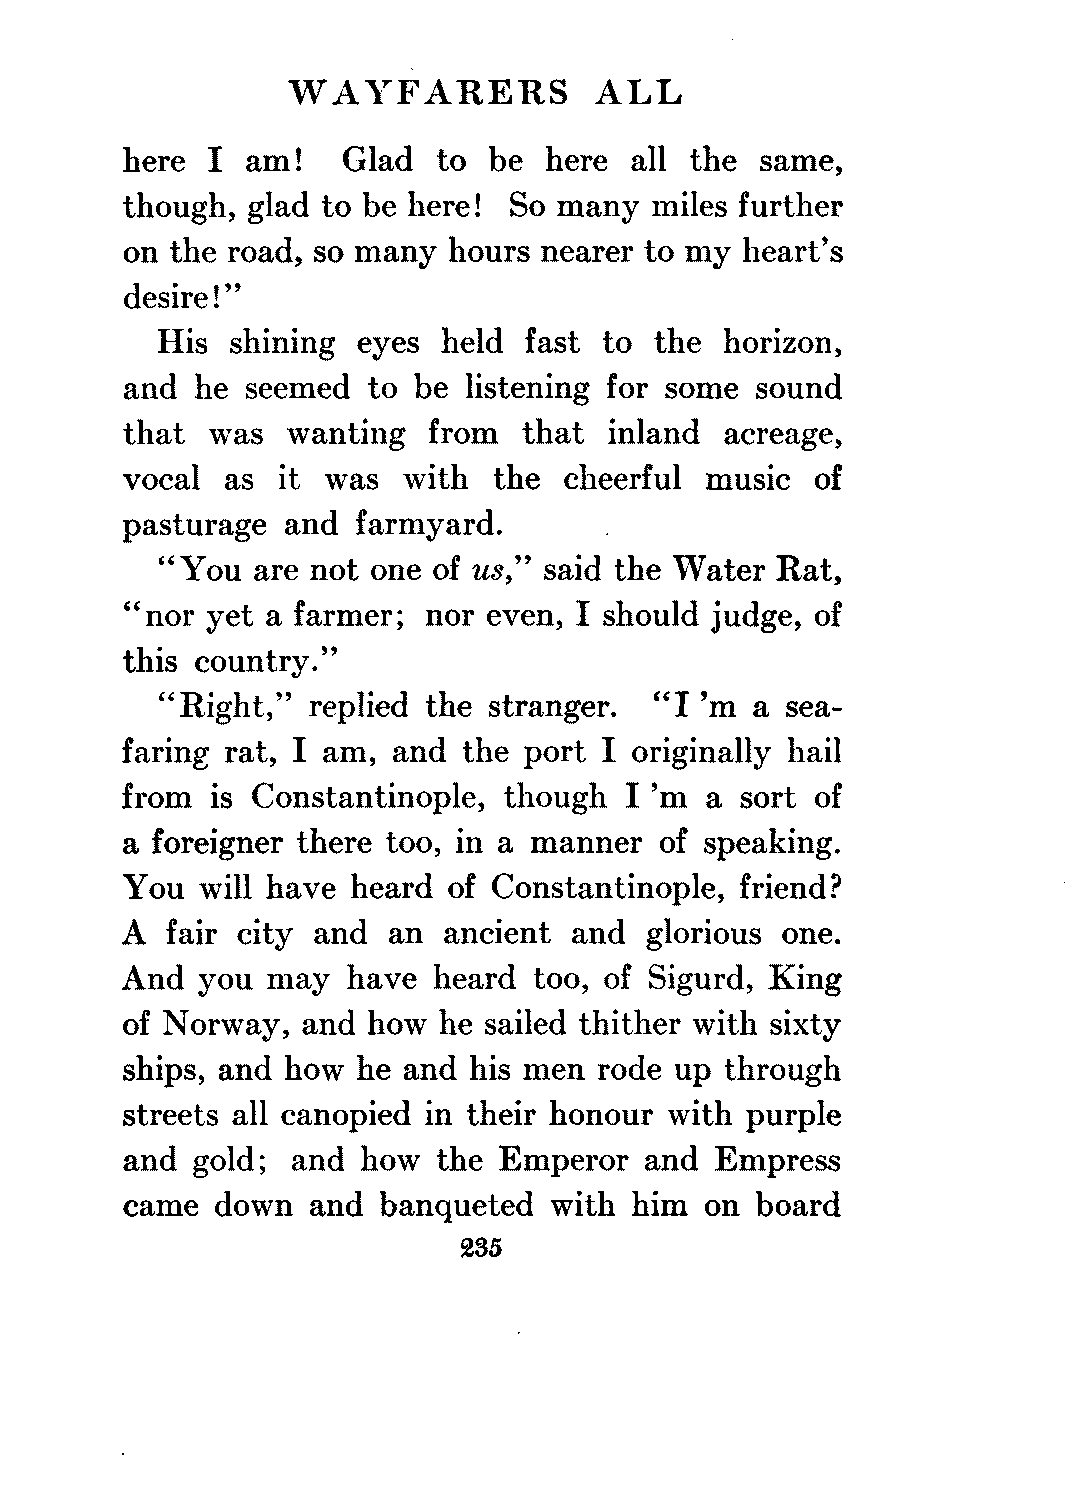 WAYFARERS ALL
here I am! Glad to be here all the same,
though, glad to be here! So many miles further
on the road, so many hours nearer to my heart's
desire!"
His shining eyes held fast to the horizon,
and he seemed to be listening for some sound
that was wanting from that inland acreage,
vocal as it was with the cheerful music of
pasturage and farmyard.
"You are not one of us," said the Water Rat,
"nor yet a farmer; nor even, I should judge, of
this country."
"Right," replied the stranger. "I 'm a sea-
faring rat, I am, and the port I originally hail
from is Constantinople, though I 'm a sort of
a foreigner there too, in a manner of speaking.
You will have heard of Constantinople, friend?
A fair city and an ancient and glorious one.
And you may have heard too, of Sigurd, King
of Norway, and how he sailed thither with sixty
ships, and how he and his men rode up through
streets all canopied in their honour with purple
and gold; and how the Emperor and Empress
came down and banqueted with him on board
235